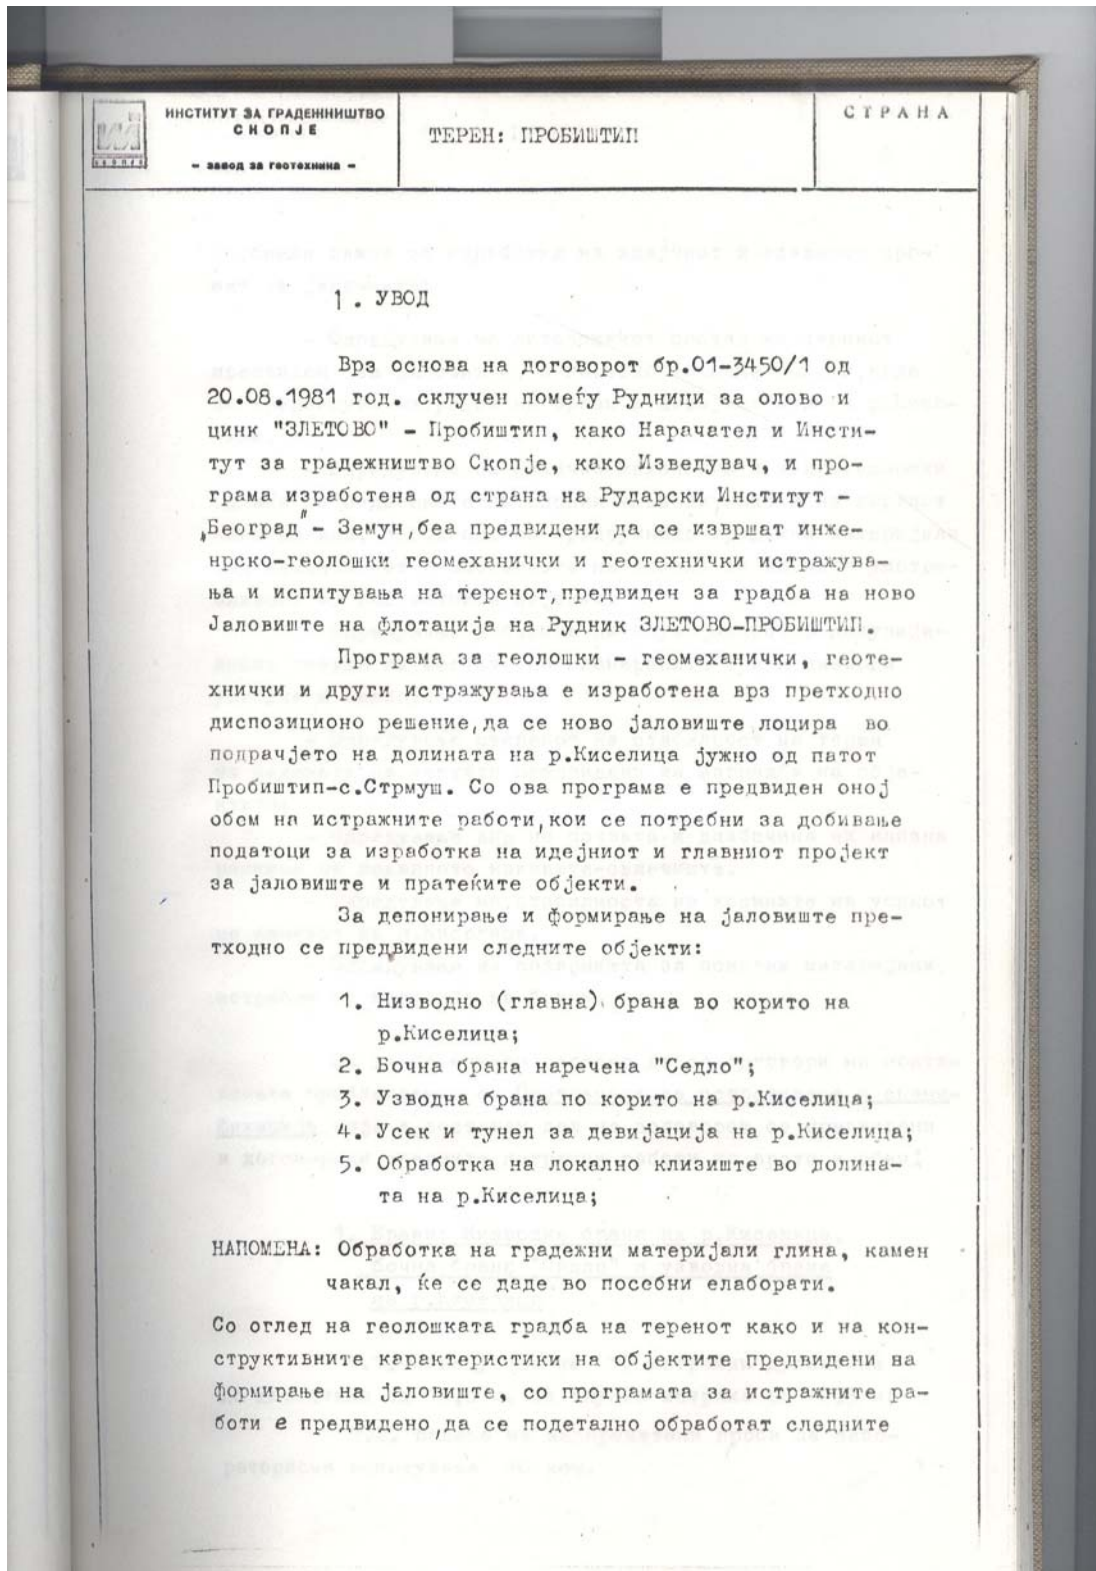 ИНСТИТУТ ЗА ГРАДЕЖНИШТВО
СКОПЈЕ
- завод за геотехника -
ТЕРЕН: ПРОБИШТИП
СТРАНА
1. УВОД
Врз основа на договорот бр.01-3450/1 од
20.08.1981 год. склучен помеѓу Рудници за олово и
цинк "ЗЛЕТОВО" - Пробиштип, како Нарачател и Инсти-
тут за градежништво Скопје, како Изведувач, и про-
грама изработена од страна на Рударски Институт -
„Београд"- Земун,беа предвидени да се извршат инже-
нрско-геолошки геомеханички и геотехнички истражува-
ња и испитувања на теренот,предвиден за градба на ново
Јаловиште на флотација на Рудник ЗЛЕТОВО-ПРОБИШТИП.
Програма за геолошки - геомеханички, геоте-
хнички и други истражувања е изработена врз претходно
диспозиционо решение,да се ново јаловиште лоцира во
подрачјето на долината на р.Киселица јужно од патот
Пробиштип-с.Стрмуш. Со ова програма е предвиден оној
обем на истражните работи,кои се потребни за добивање
податоци за изработка на идејниот и главниот пројект
за јаловиште и пратеќите објекти.
За депонирање и формирање на јаловиште пре-
тходно се предвидени следните објекти:
1. Низводно (главна) брана во корито на
р.Киселица;
2. Бочна брана наречена "Седло";
3. Узводна брана по корито на р.Киселица;
4. Усек и тунел за девијација на р.Киселица;
5. Обработка на локално клизиште во долина-
та на р.Киселица;
НАПОМЕНА: Обработка на градежни материјали глина, камен
чакал, ќе се даде во посебни елаборати.
Со оглед на геолошката градба на теренот како и на кон-
структивните карактеристики на објектите предвидени за
формирање на јаловиште, со програмата за истражните ра-
боти е предвидено,да се подетално обработат следните